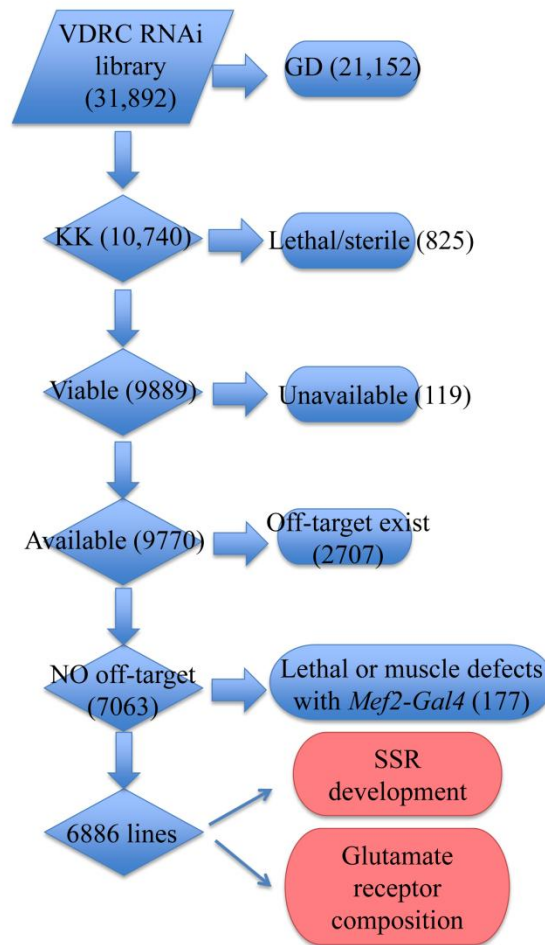 VDRC RNAi
library
(31,892)
GD (21,152)
KK (10,740)
Lethal/sterile (825)
Viable (9889)
Unavailable (119)
Available (9770)
Off-target exist
(2707)
NO off-target
(7063)
Lethal or muscle defects
with Mef2-Gal4 (177)
6886 lines
SSR
development
Glutamate
receptor
composition